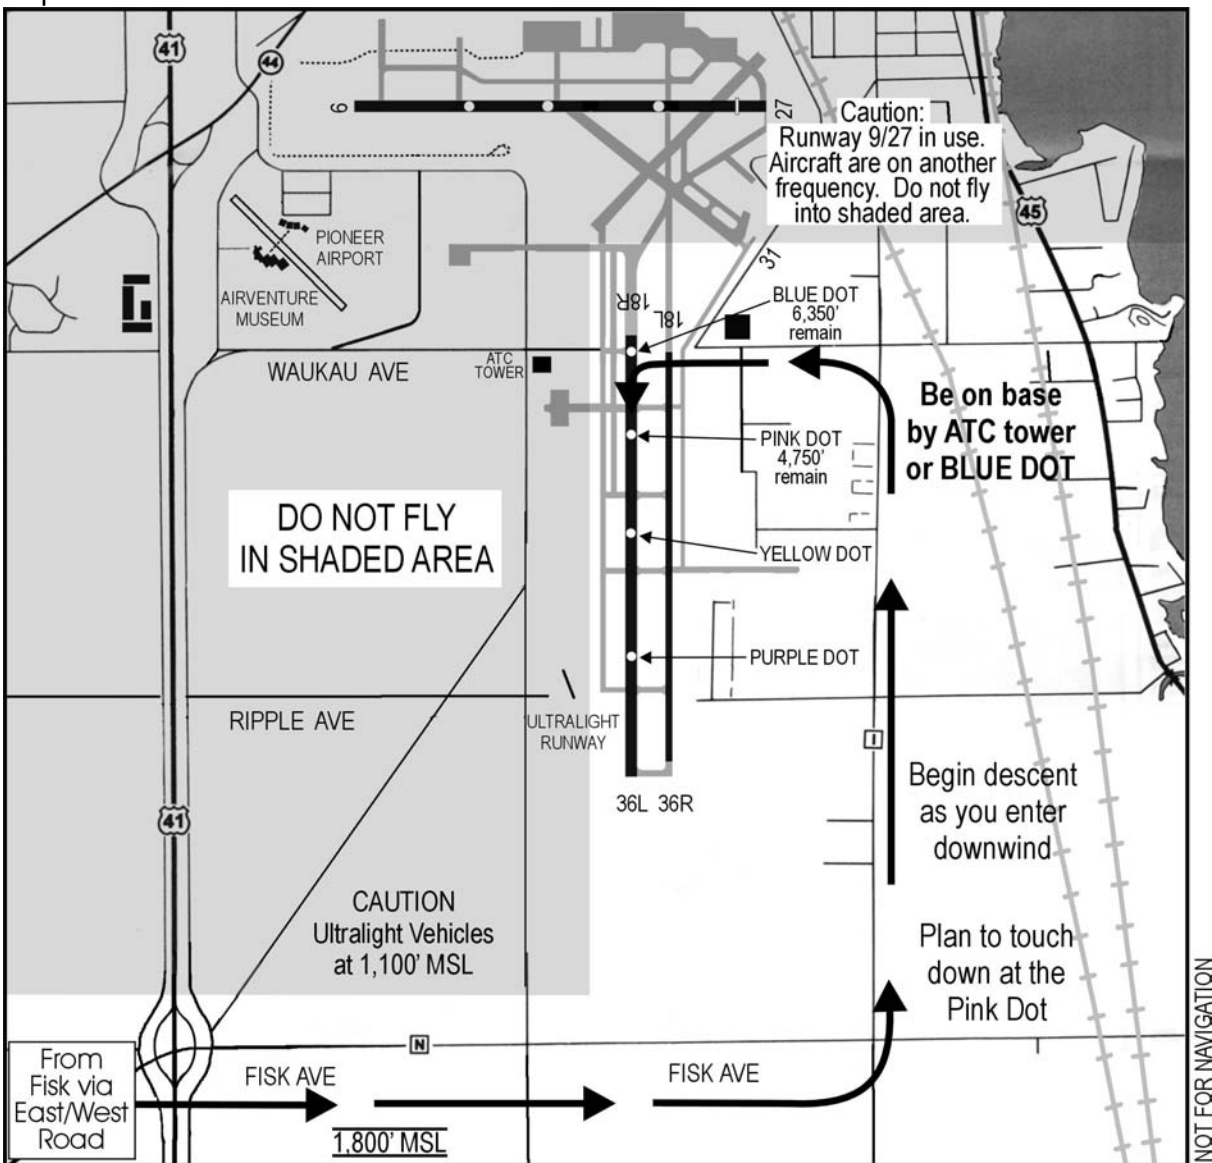 41
44
9
27
Caution:
Runway 9/27 in use.
Aircraft are on another
frequency. Do not fly
into shaded area.
45
PIONEER
AIRPORT
31
AIRVENTURE
MUSEUM
18R
18L
BLUE DOT
6,350'
remain
WAUKAU AVE
ATC
TOWER
Be on base
by ATC tower
or BLUE DOT
PINK DOT
4,750'
remain
DO NOT FLY
IN SHADED AREA
YELLOW DOT
PURPLE DOT
RIPPLE AVE
ULTRALIGHT
RUNWAY
I
36L 36R
41
Begin descent
as you enter
downwind
CAUTION
Ultralight Vehicles
at 1,100' MSL
Plan to touch
down at the
Pink Dot
N
From
Fisk via
East/West
Road
FISK AVE
FISK AVE
1,800' MSL
NOT FOR NAVIGATION